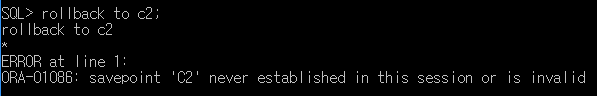 SQL> rollback to c2;
rollback to c2
*
ERROR at line 1:
ORA-01086: savepoint 'C2' never established in this session or is invalid